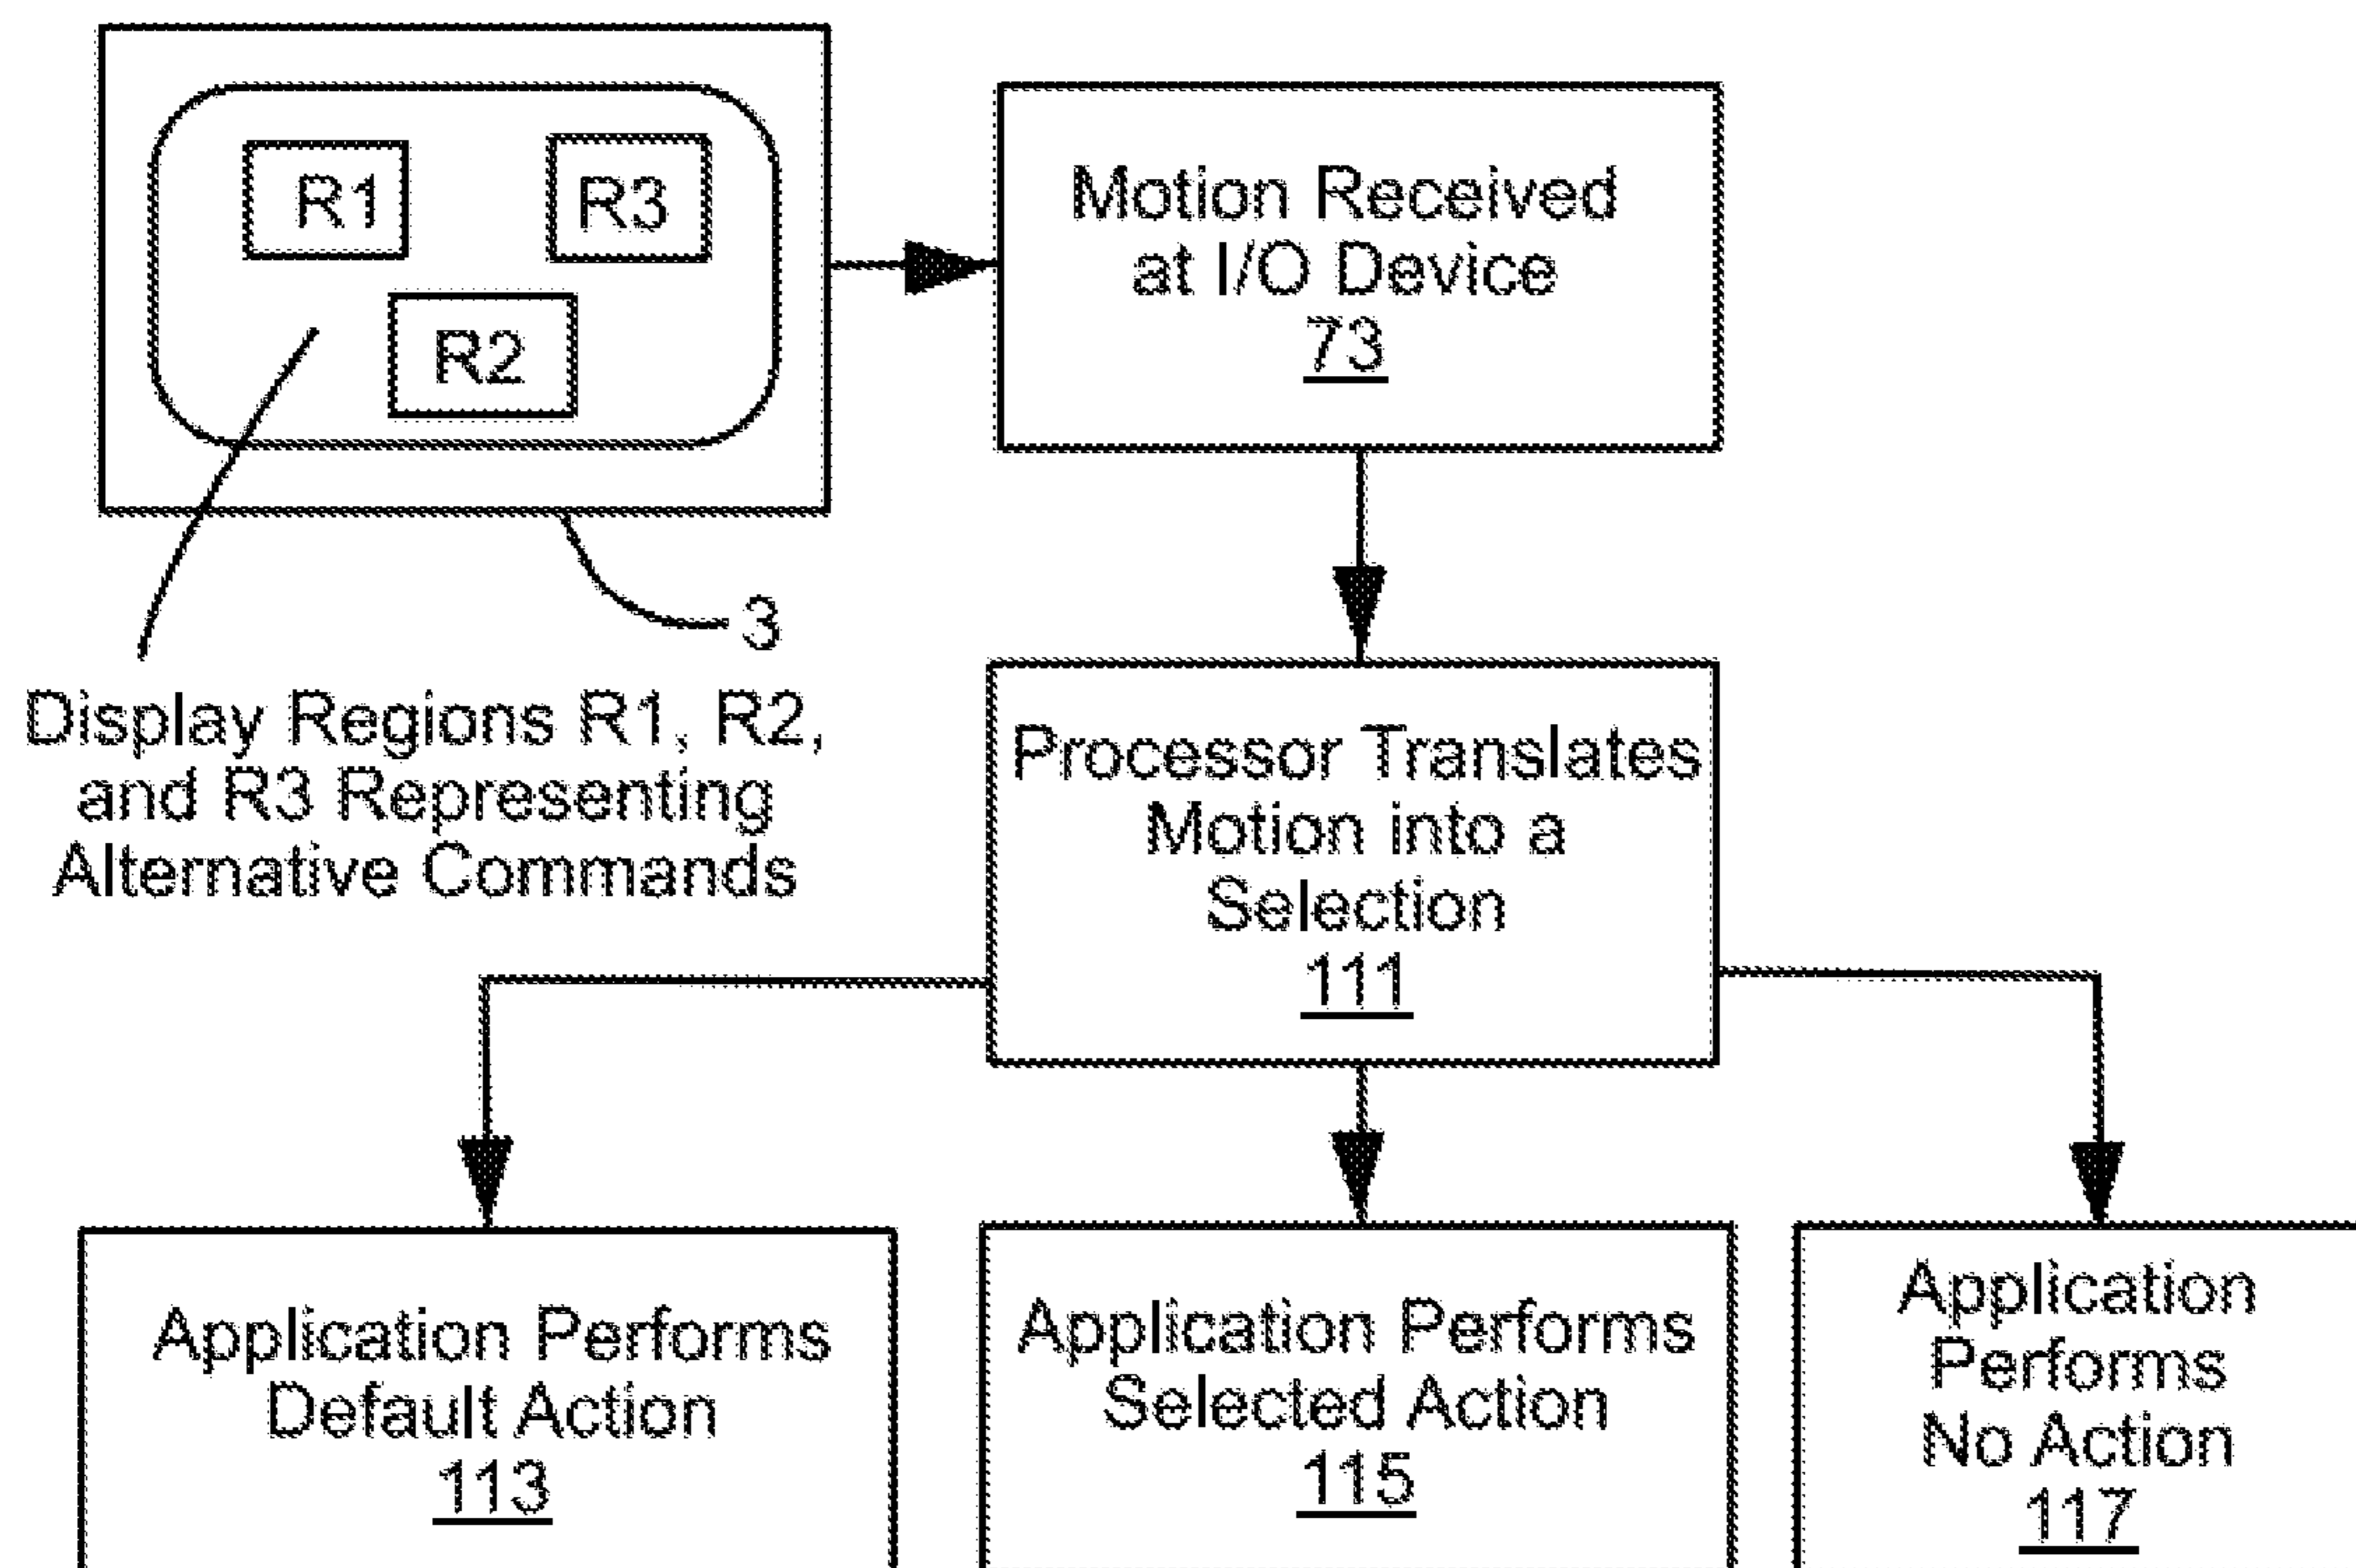 R1
R3
R2
3
Display Regions R1, R2,
and R3 Representing
Alternative Commands
Motion Received
at I/O Device
73
Processor Translates
Motion into a
Selection
111
Application Performs
Default Action
113
Application Performs
Selected Action
115
Application
Performs
No Action
117